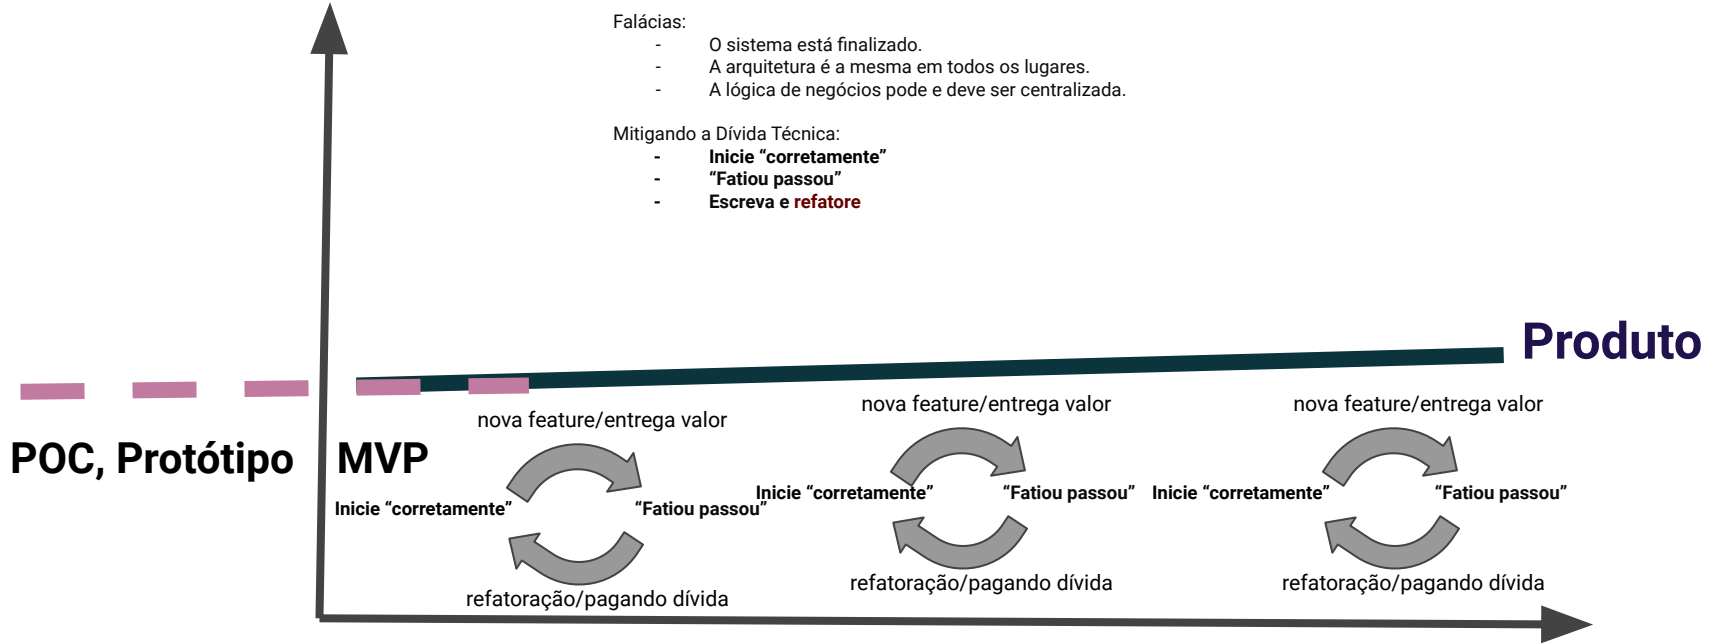 Falácias:
- O sistema está finalizado.
- A arquitetura é a mesma em todos os lugares.
- A lógica de negócios pode e deve ser centralizada.
Mitigando a Dívida Técnica:
- Inicie “corretamente”
- “Fatiou passou”
- Escreva e refatore
Produto
POC, Protótipo
MVP
nova feature/entrega valor
Inicie “corretamente”
“Fatiou passou”
refatoração/pagando dívida
nova feature/entrega valor
Inicie “corretamente”
“Fatiou passou”
refatoração/pagando dívida
nova feature/entrega valor
Inicie “corretamente”
“Fatiou passou”
refatoração/pagando dívida